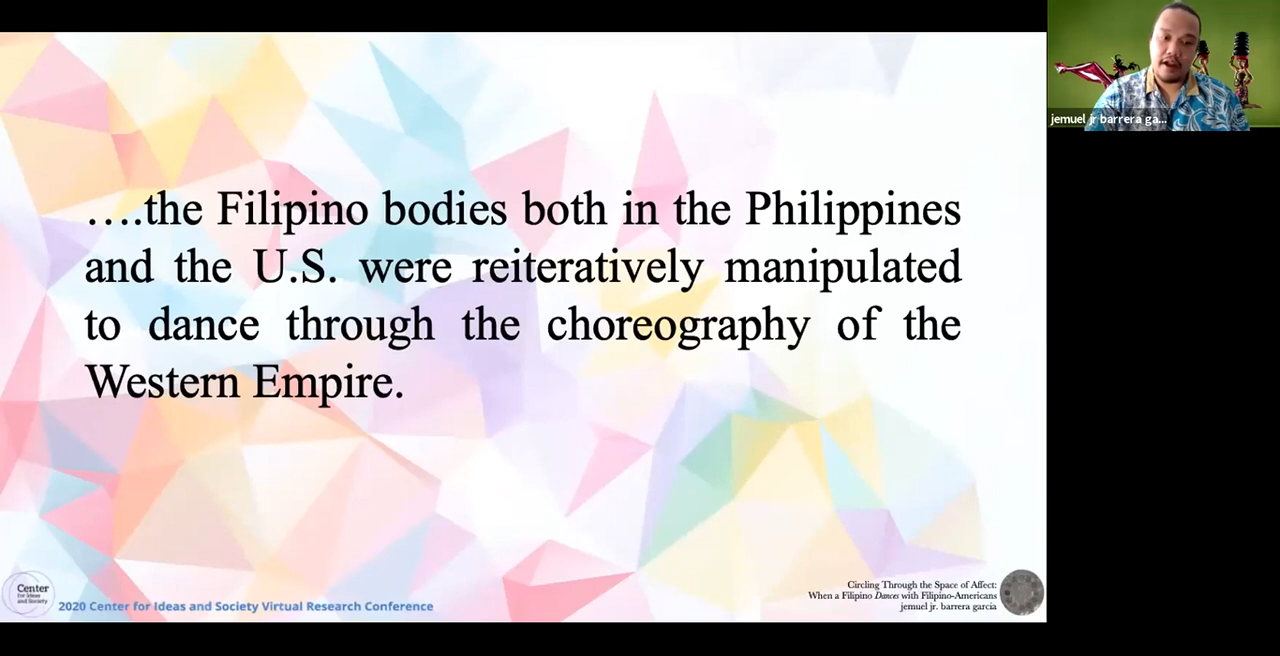 ….the Filipino bodies both in the Philippines
and the U.S. were reiteratively manipulated
to dance through the choreography of the
Western Empire.
jemuel jr barrera ga...
Center
for Ideas
and Society
2020 Center for Ideas and Society Virtual Research Conference
Circling Through the Space of Affect:
When a Filipino Dances with Filipino-Americans
jemuel jr. barrera garcia